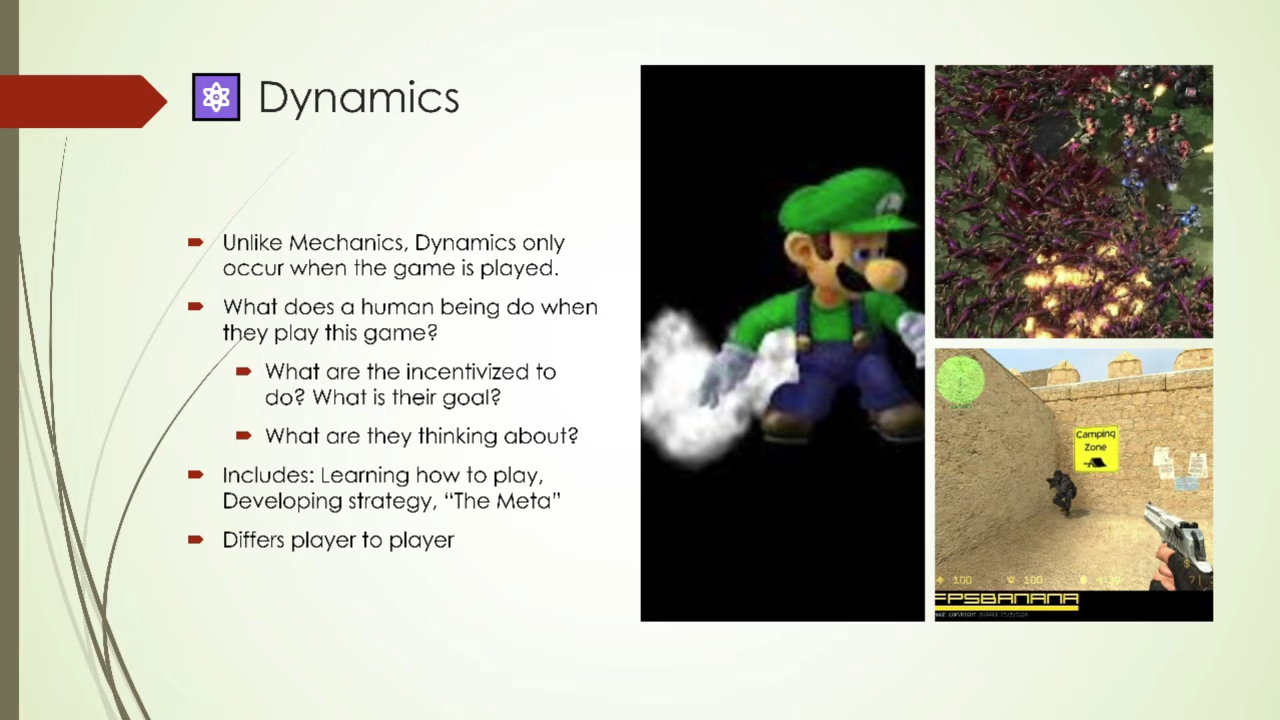 Dynamics
Unlike Mechanics, Dynamics only
occur when the game is played.
What does a human being do when
they play this game?
What are the incentivized to
do? What is their goal?
What are they thinking about?
Includes: Learning how to play,
Developing strategy, “The Meta”
Differs player to player
Camping
Zone
100
100
FPSBANANA